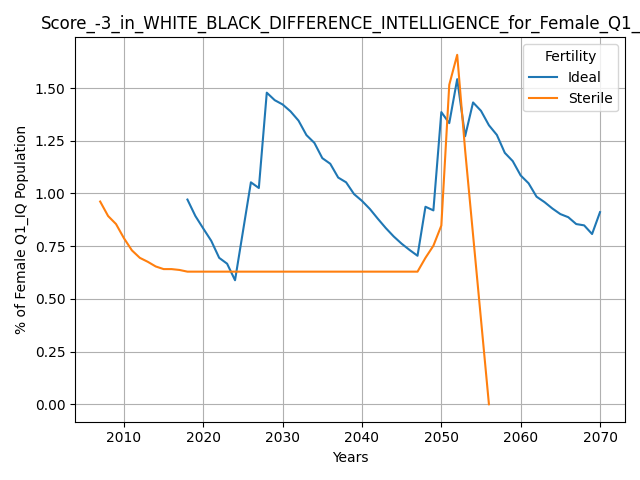 Score_-3_in_WHITE_BLACK_DIFFERENCE_INTELLIGENCE_for_Female_Q1_
Fertility
Ideal
Sterile
% of Female Q1_IQ Population
1.50
1.25
1.00
0.75
0.50
0.25
0.00
2010 2020 2030 2040 2050 2060 2070
Years